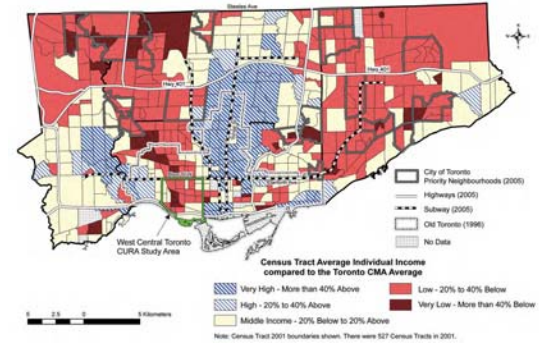 Steeles Ave
Hwy_401
Hwy_401
West Central Toronto
CURA Study Area
City of Toronto
Priority Neighbourhoods (2005)
Highways (2005)
Subway (2005)
Old Toronto (1996)
No Data
Census Tract Average Individual Income
compared to the Toronto CMA Average
Very High - More than 40% Above
High - 20% to 40% Above
Middle Income - 20% Below to 20% Above
Low - 20% to 40% Below
Very Low - More than 40% Below
0 2.5 0 5 Kilometers
Note: Census Tract 2001 boundaries shown. There were 527 Census Tracts in 2001.